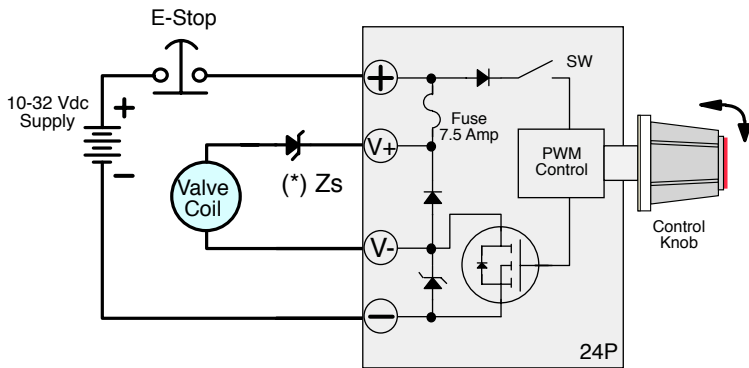 E-Stop
10-32 Vdc
Supply
+
−
Valve
Coil
(*) Zs
+
V+
V-
−
Fuse
7.5 Amp
SW
PWM
Control
Control
Knob
24P